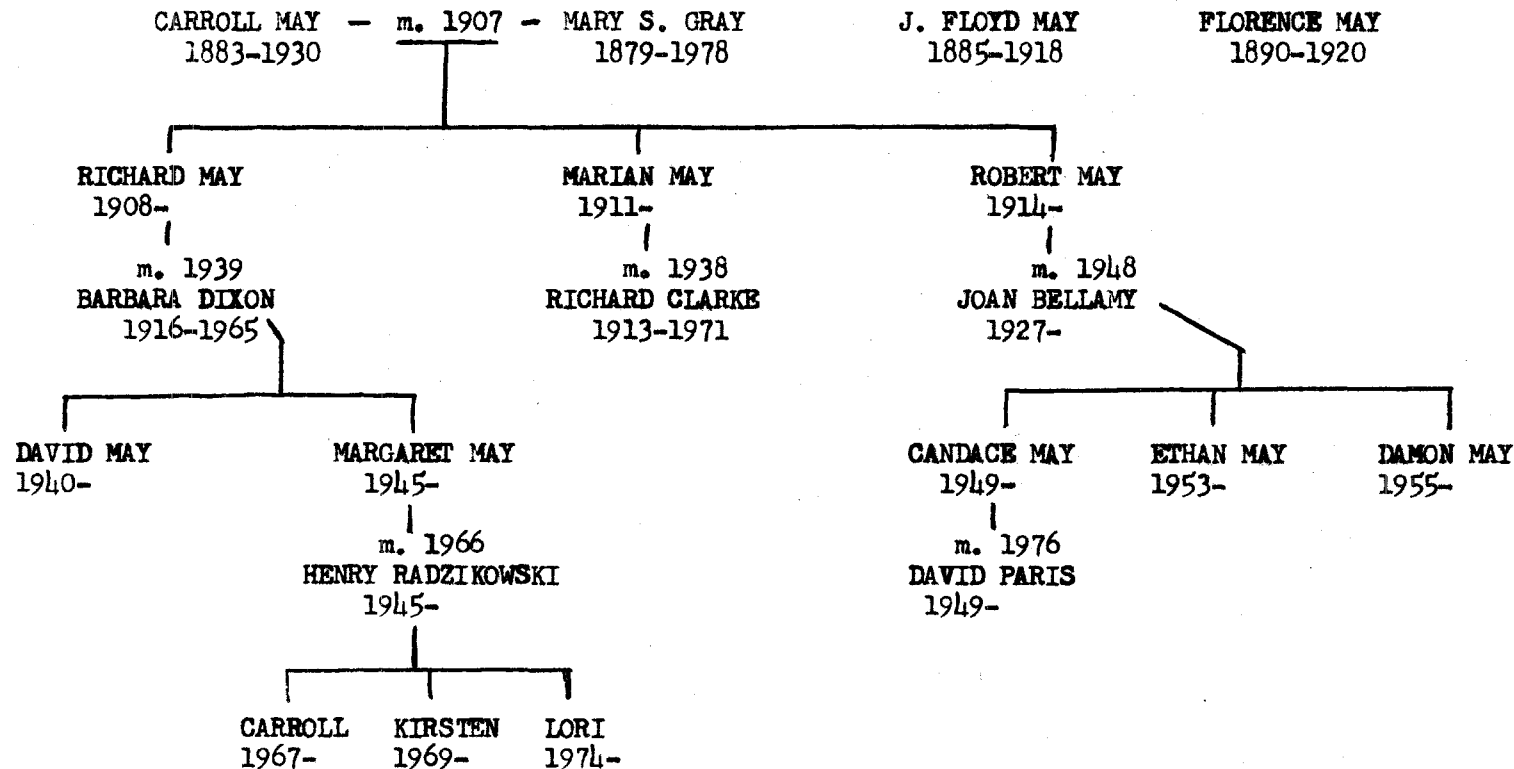 CARROLL MAY — m. 1907 — MARY S. GRAY J. FLOYD MAY FLORENCE MAY
1883-1930 1879-1978 1885-1918 1890-1920
RICHARD MAY MARIAN MAY ROBERT MAY
1908- 1911- 1914-
m. 1939 m. 1938 m. 1948
BARBARA DIXON RICHARD CLARKE JOAN BELLAMY
1916-1965 1913-1971 1927-
DAVID MAY MARGARET MAY CANDACE MAY ETHAN MAY DAMON MAY
1940- 1945- 1949- 1953- 1955-
m. 1966 m. 1976
HENRY RADZIKOWSKI DAVID PARIS
1945- 1949-
CARROLL KIRSTEN LORI
1967- 1969- 1974-